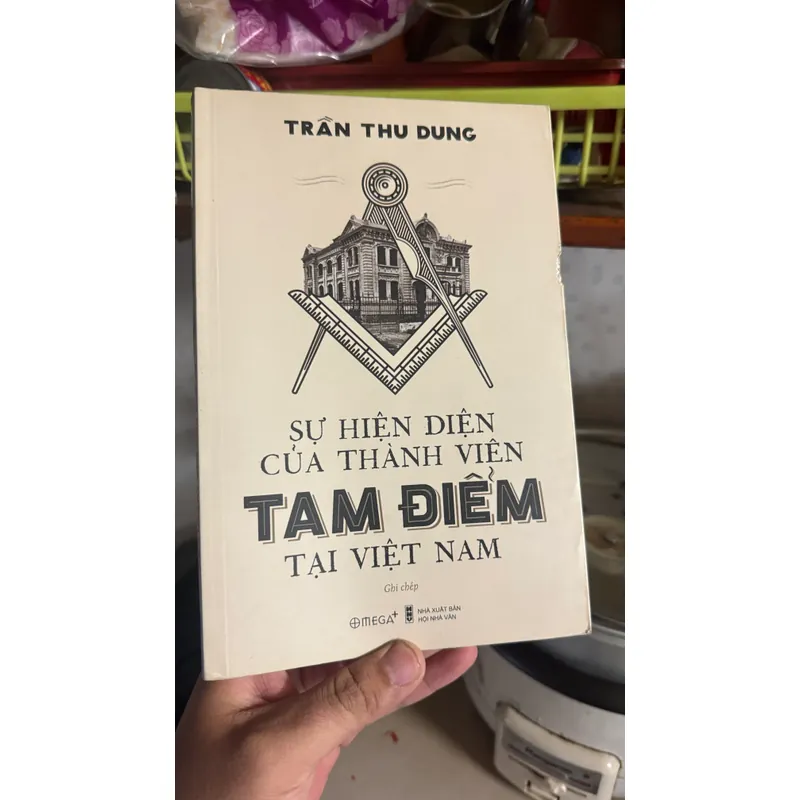 TRẦN THU DUNG
SỰ HIỆN DIỆN
CỦA THÀNH VIÊN
TAM ĐIỂM
TẠI VIỆT NAM
Ghi chép
OMEGA+
NHÀ XUẤT BẢN
HỘI NHÀ VĂN